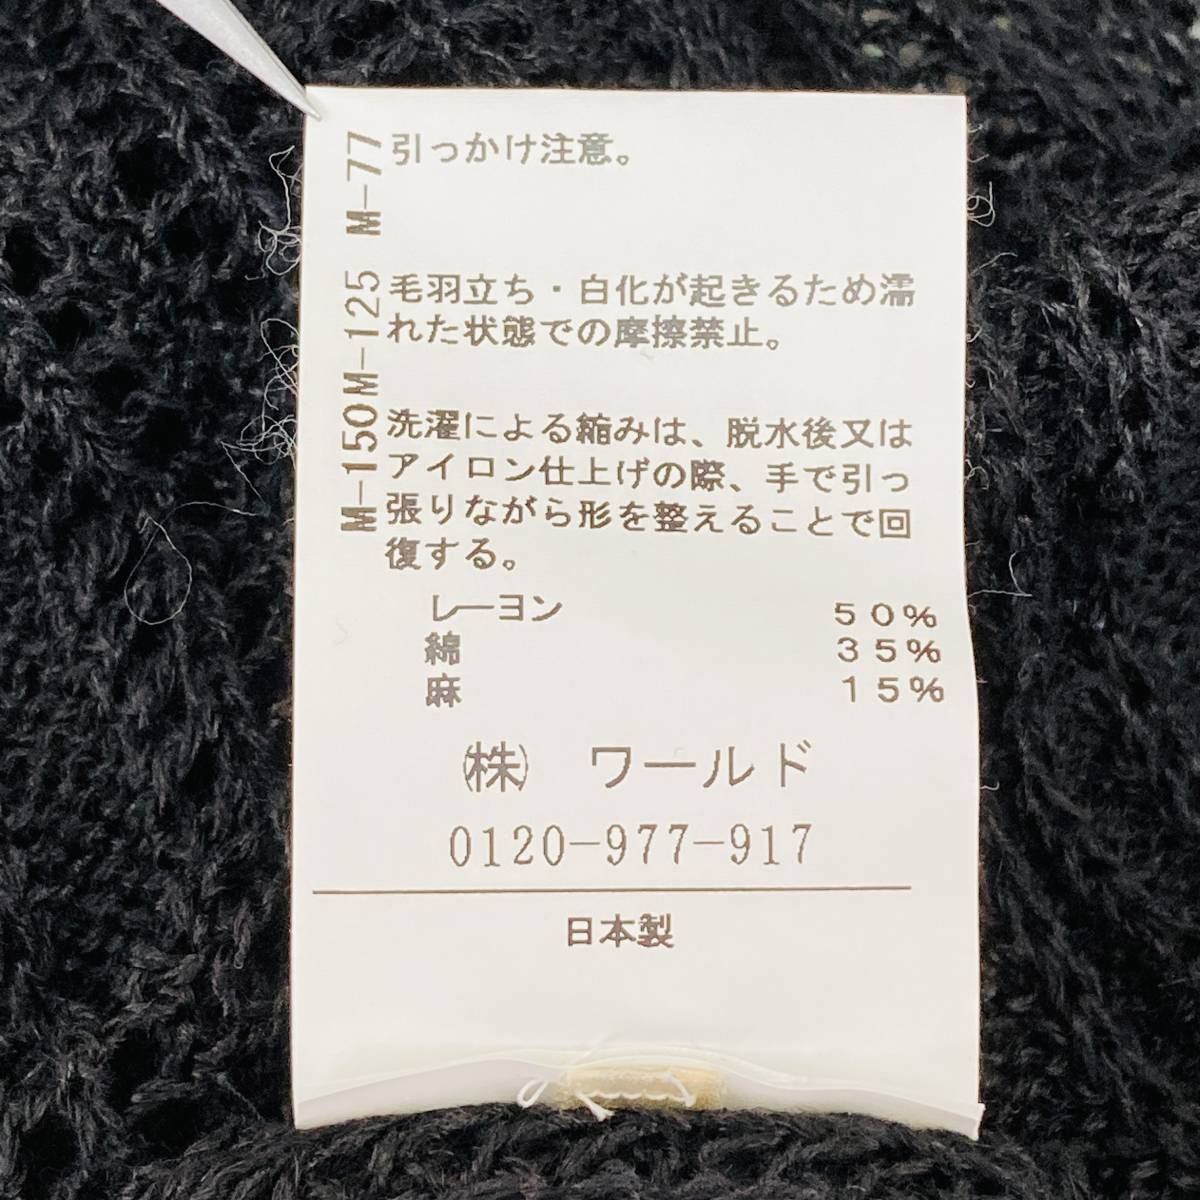 M-77
引っかけ注意。
M-125
毛羽立ち・白化が起きるため濡
れた状態での摩擦禁止。
M-150
洗濯による縮みは、脱水後又は
アイロン仕上げの際、手で引っ
張りながら形を整えることで回
復する。
レーヨン 50%
綿 35%
麻 15%
㈱ ワールド
0120-977-917
日本製